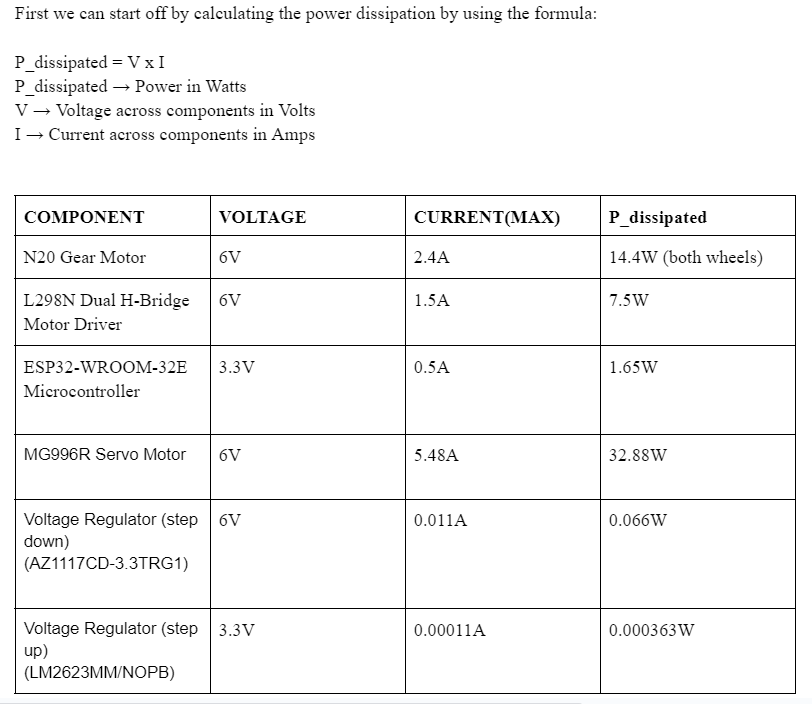 First we can start off by calculating the power dissipation by using the formula:
P_dissipated = V x I
P_dissipated → Power in Watts
V → Voltage across components in Volts
I → Current across components in Amps
COMPONENT VOLTAGE CURRENT(MAX) P_dissipated
N20 Gear Motor 6V 2.4A 14.4W (both wheels)
L298N Dual H-Bridge 6V 1.5A 7.5W
Motor Driver
ESP32-WROOM-32E 3.3V 0.5A 1.65W
Microcontroller
MG996R Servo Motor 6V 5.48A 32.88W
Voltage Regulator (step 6V 0.011A 0.066W
down)
(AZ1117CD-3.3TRG1)
Voltage Regulator (step 3.3V 0.00011A 0.000363W
up)
(LM2623MM/NOPB)